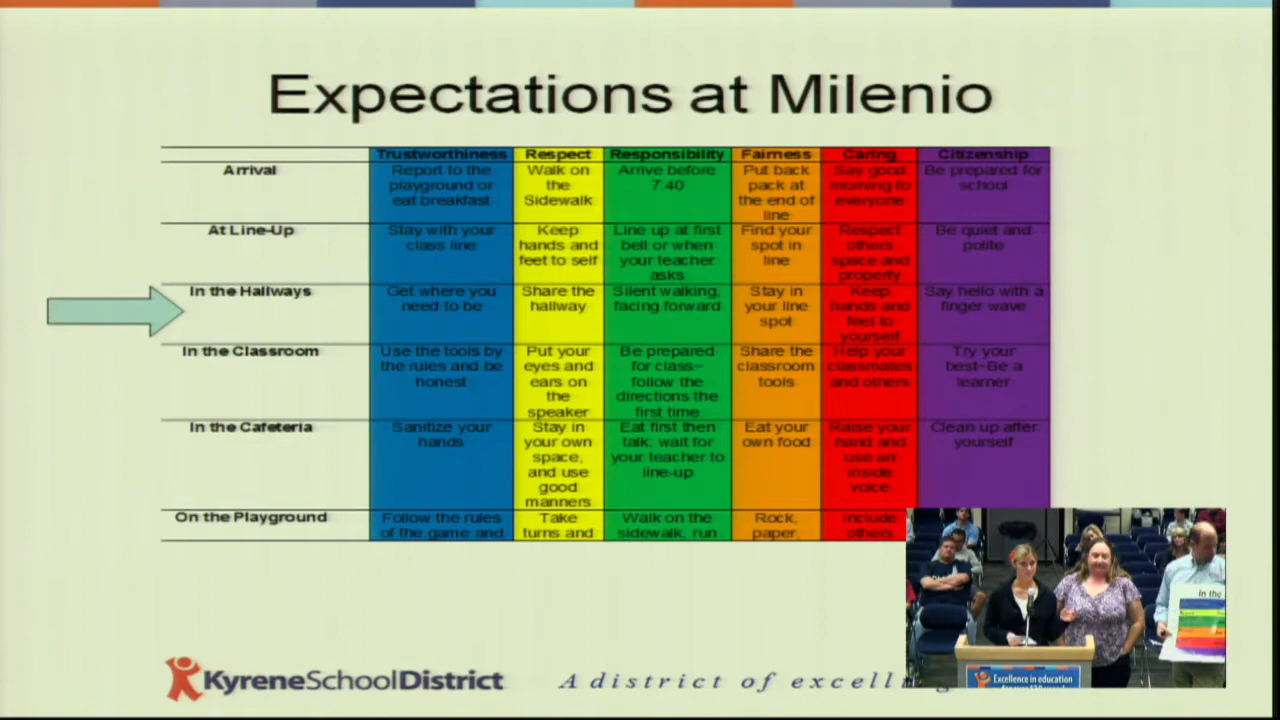 Expectations at Milenio
Trustworthiness Respect Responsibility Fairness Caring Citizenship
Arrival
Report to the
playground or
eat breakfast
Walk on
the
Sidewalk
Arrive before
7:40
Put back
pack at
the end of
line
Say good
morning to
everyone
Be prepared for
school
At Line-Up
Stay with your
class line
Keep
hands and
feet to self
Line up at first
bell or when
your teacher
asks
Find your
spot in
line
Respect
others
space and
property
Be quiet and
polite
In the Hallways
Get where you
need to be
Share the
hallway
Silent walking,
facing forward
Stay in
your line
spot
Keep
hands and
feet to
yourself
Say hello with a
finger wave
In the Classroom
Use the tools by
the rules and be
honest
Put your
eyes and
ears on
the
speaker
Be prepared
for class–
follow the
directions the
first time
Share the
classroom
tools
Help your
classmates
and others
Try your
best–Be a
learner
In the Cafeteria
Sanitize your
hands
Stay in
your own
space,
and use
good
manners
Eat first then
talk; wait for
your teacher to
line-up
Eat your
own food
Raise your
hand and
use an
inside
voice
Clean up after
yourself
On the Playground
Follow the rules
of the game and
Take
turns and
Walk on the
sidewalk, run
Rock,
paper,
Include
others
KyreneSchoolDistrict
A district of excell
In the
Excellence in education